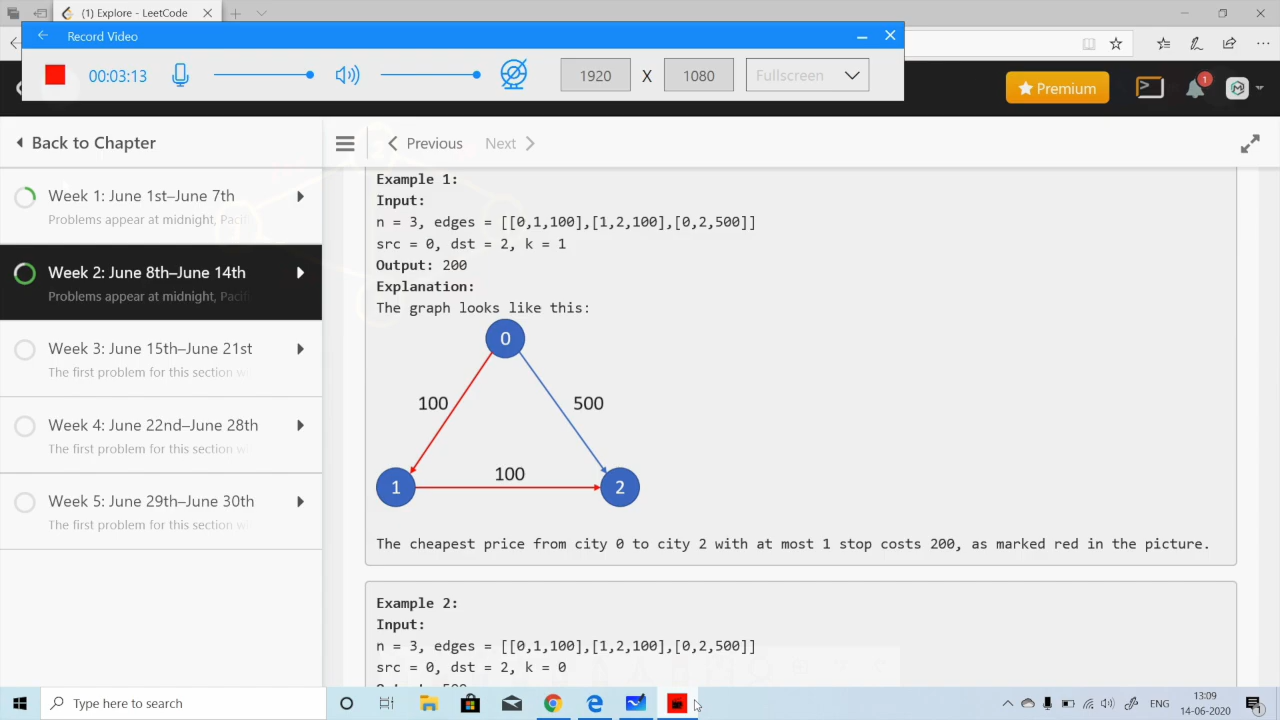 (1) Explore - LeetCode
Record Video
00:03:13
1920
X
1080
Fullscreen
Premium
1
Back to Chapter
Previous
Next
Week 1: June 1st–June 7th
Problems appear at midnight, Pacifi
Week 2: June 8th–June 14th
Problems appear at midnight, Pacifi
Week 3: June 15th–June 21st
The first problem for this section wi
Week 4: June 22nd–June 28th
The first problem for this section wi
Week 5: June 29th–June 30th
The first problem for this section wi
Example 1:
Input:
n = 3, edges = [[0,1,100],[1,2,100],[0,2,500]]
src = 0, dst = 2, k = 1
Output: 200
Explanation:
The graph looks like this:
0
100
500
100
1
2
The cheapest price from city 0 to city 2 with at most 1 stop costs 200, as marked red in the picture.
Example 2:
Input:
n = 3, edges = [[0,1,100],[1,2,100],[0,2,500]]
src = 0, dst = 2, k = 0
Type here to search
ENG
13:09
14-06-2020
1